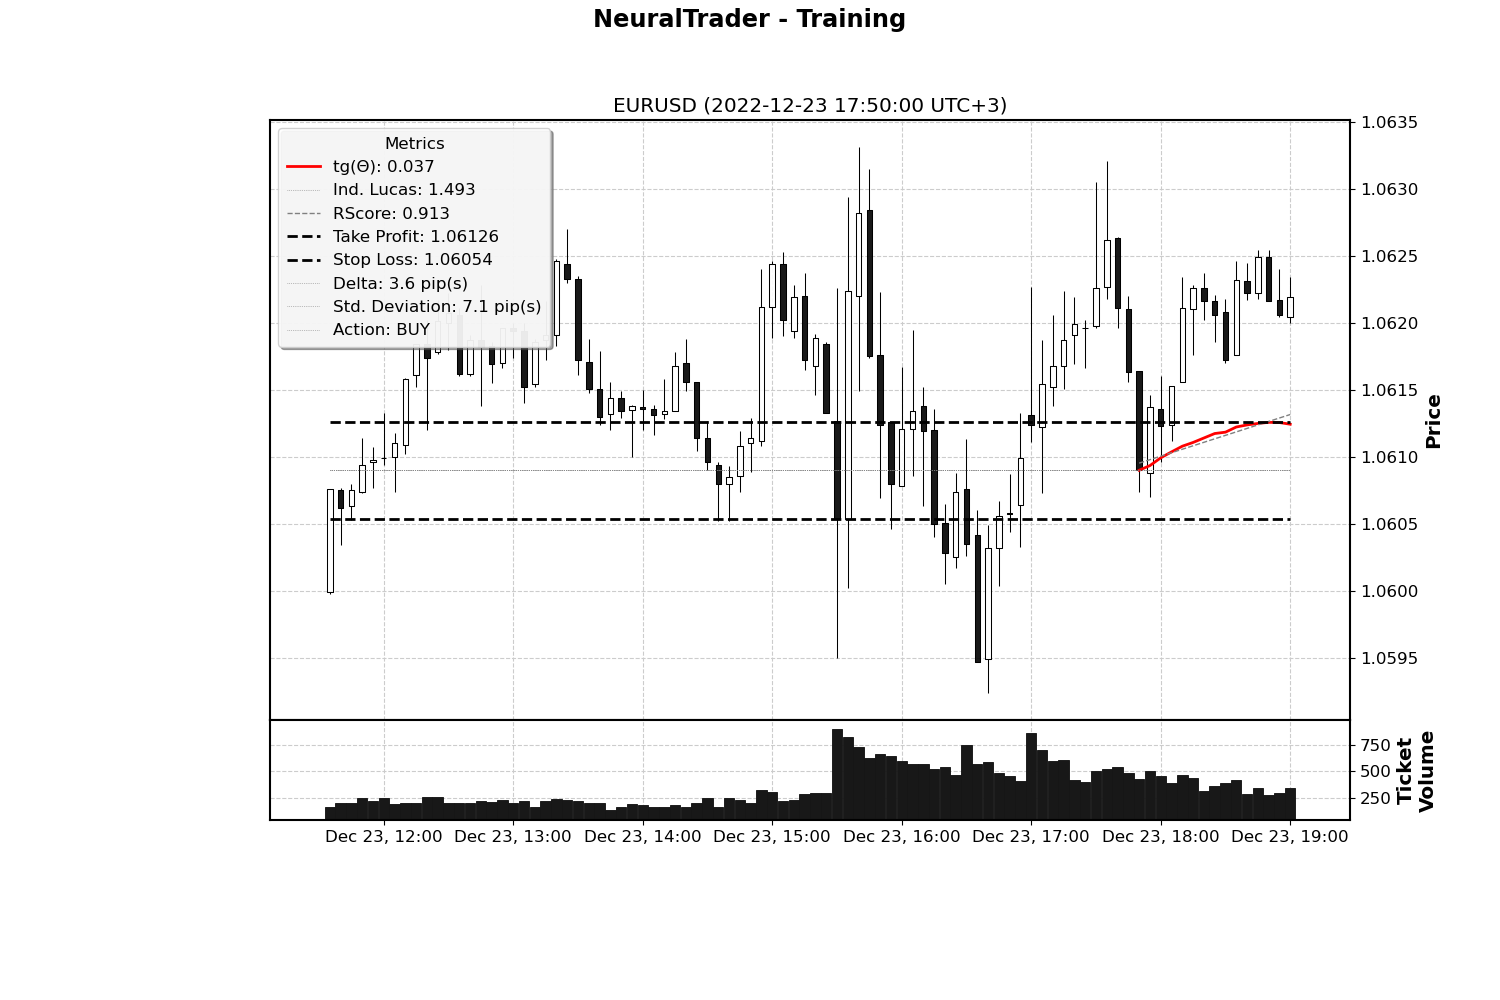 NeuralTrader - Training
EURUSD (2022-12-23 17:50:00 UTC+3)
Metrics
tg(Θ): 0.037
Ind. Lucas: 1.493
RScore: 0.913
Take Profit: 1.06126
Stop Loss: 1.06054
Delta: 3.6 pip(s)
Std. Deviation: 7.1 pip(s)
Action: BUY
1.0635
1.0630
1.0625
1.0620
1.0615
1.0610
1.0605
1.0600
1.0595
Price
750
500
250
Ticket
Volume
Dec 23, 12:00 Dec 23, 13:00 Dec 23, 14:00 Dec 23, 15:00 Dec 23, 16:00 Dec 23, 17:00 Dec 23, 18:00 Dec 23, 19:00